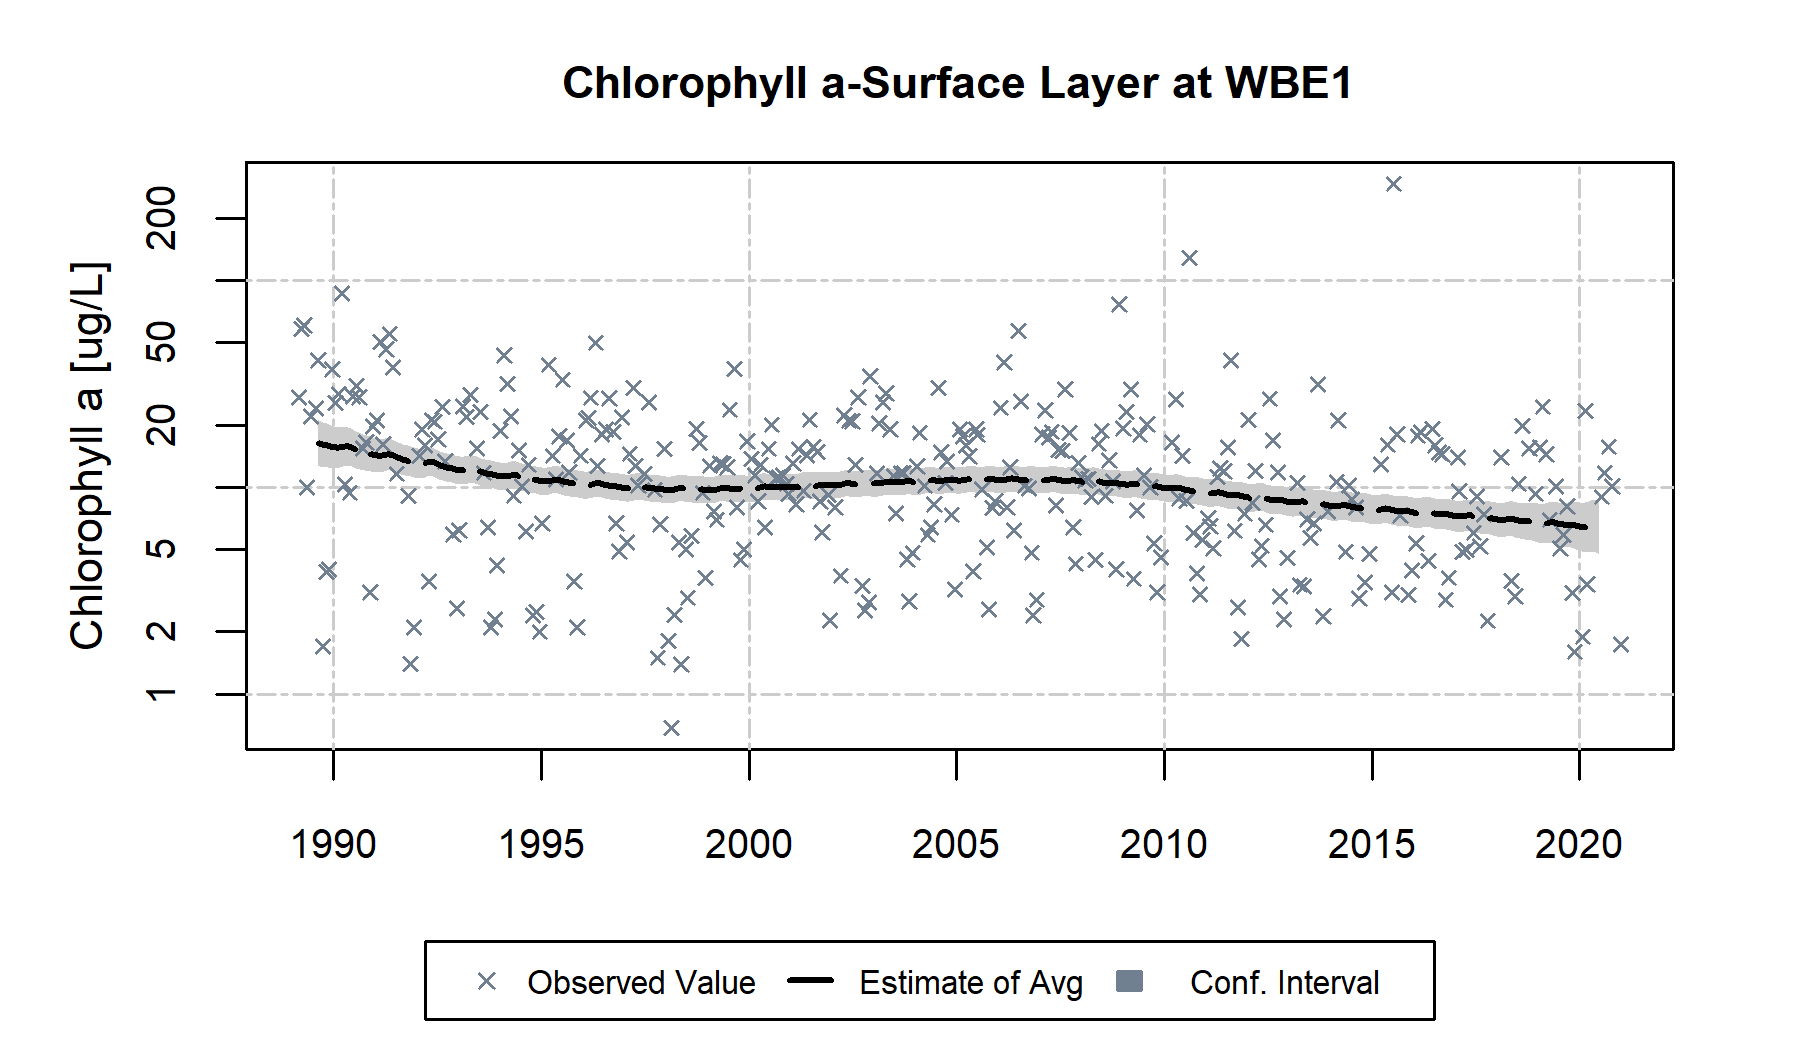 Chlorophyll a-Surface Layer at WBE1
Chlorophyll a [ug/L]
200
50
20
5
2
1
1990 1995 2000 2005 2010 2015 2020
Observed Value Estimate of Avg Conf. Interval